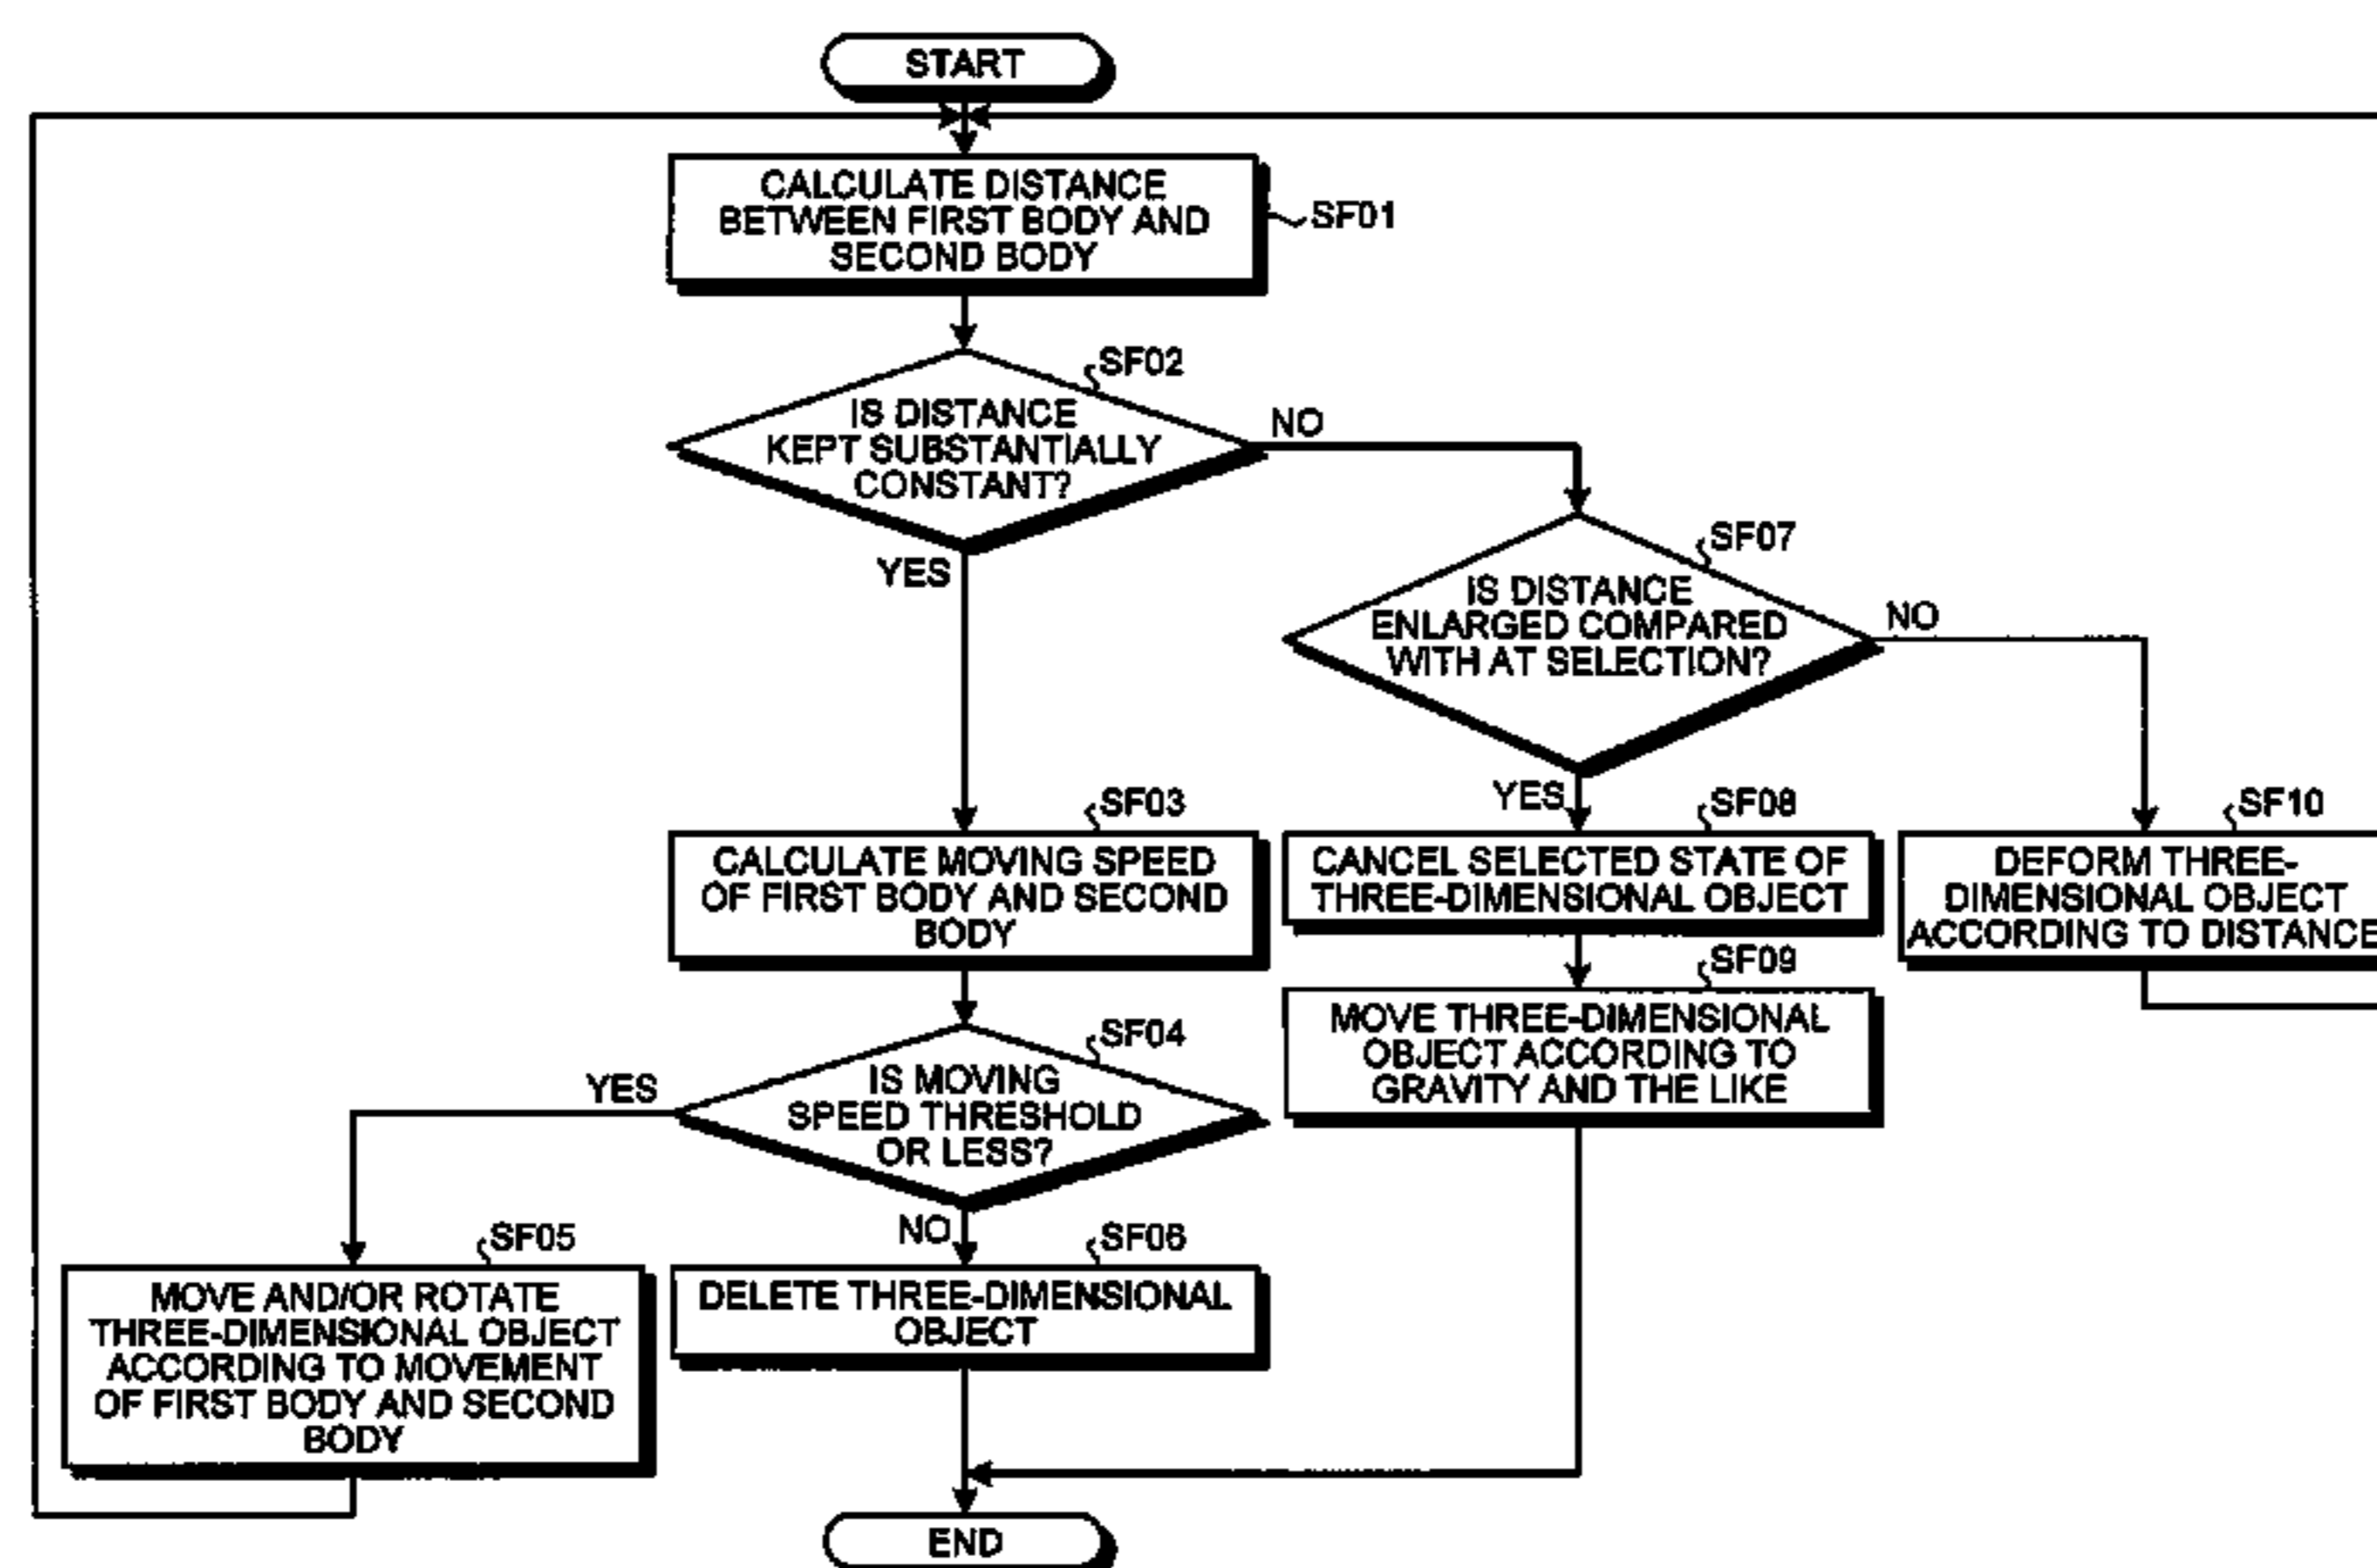 START
CALCULATE DISTANCE
BETWEEN FIRST BODY AND
SECOND BODY
SF01
SF02
IS DISTANCE
KEPT SUBSTANTIALLY
CONSTANT?
NO
YES
SF07
IS DISTANCE
ENLARGED COMPARED
WITH AT SELECTION?
NO
YES
SF03
CALCULATE MOVING SPEED
OF FIRST BODY AND SECOND
BODY
SF08
CANCEL SELECTED STATE OF
THREE-DIMENSIONAL OBJECT
SF10
DEFORM THREE-
DIMENSIONAL OBJECT
ACCORDING TO DISTANCE
SF09
MOVE THREE-DIMENSIONAL
OBJECT ACCORDING TO
GRAVITY AND THE LIKE
SF04
IS MOVING
SPEED THRESHOLD
OR LESS?
YES
NO
SF05
MOVE AND/OR ROTATE
THREE-DIMENSIONAL OBJECT
ACCORDING TO MOVEMENT
OF FIRST BODY AND SECOND
BODY
SF06
DELETE THREE-DIMENSIONAL
OBJECT
END